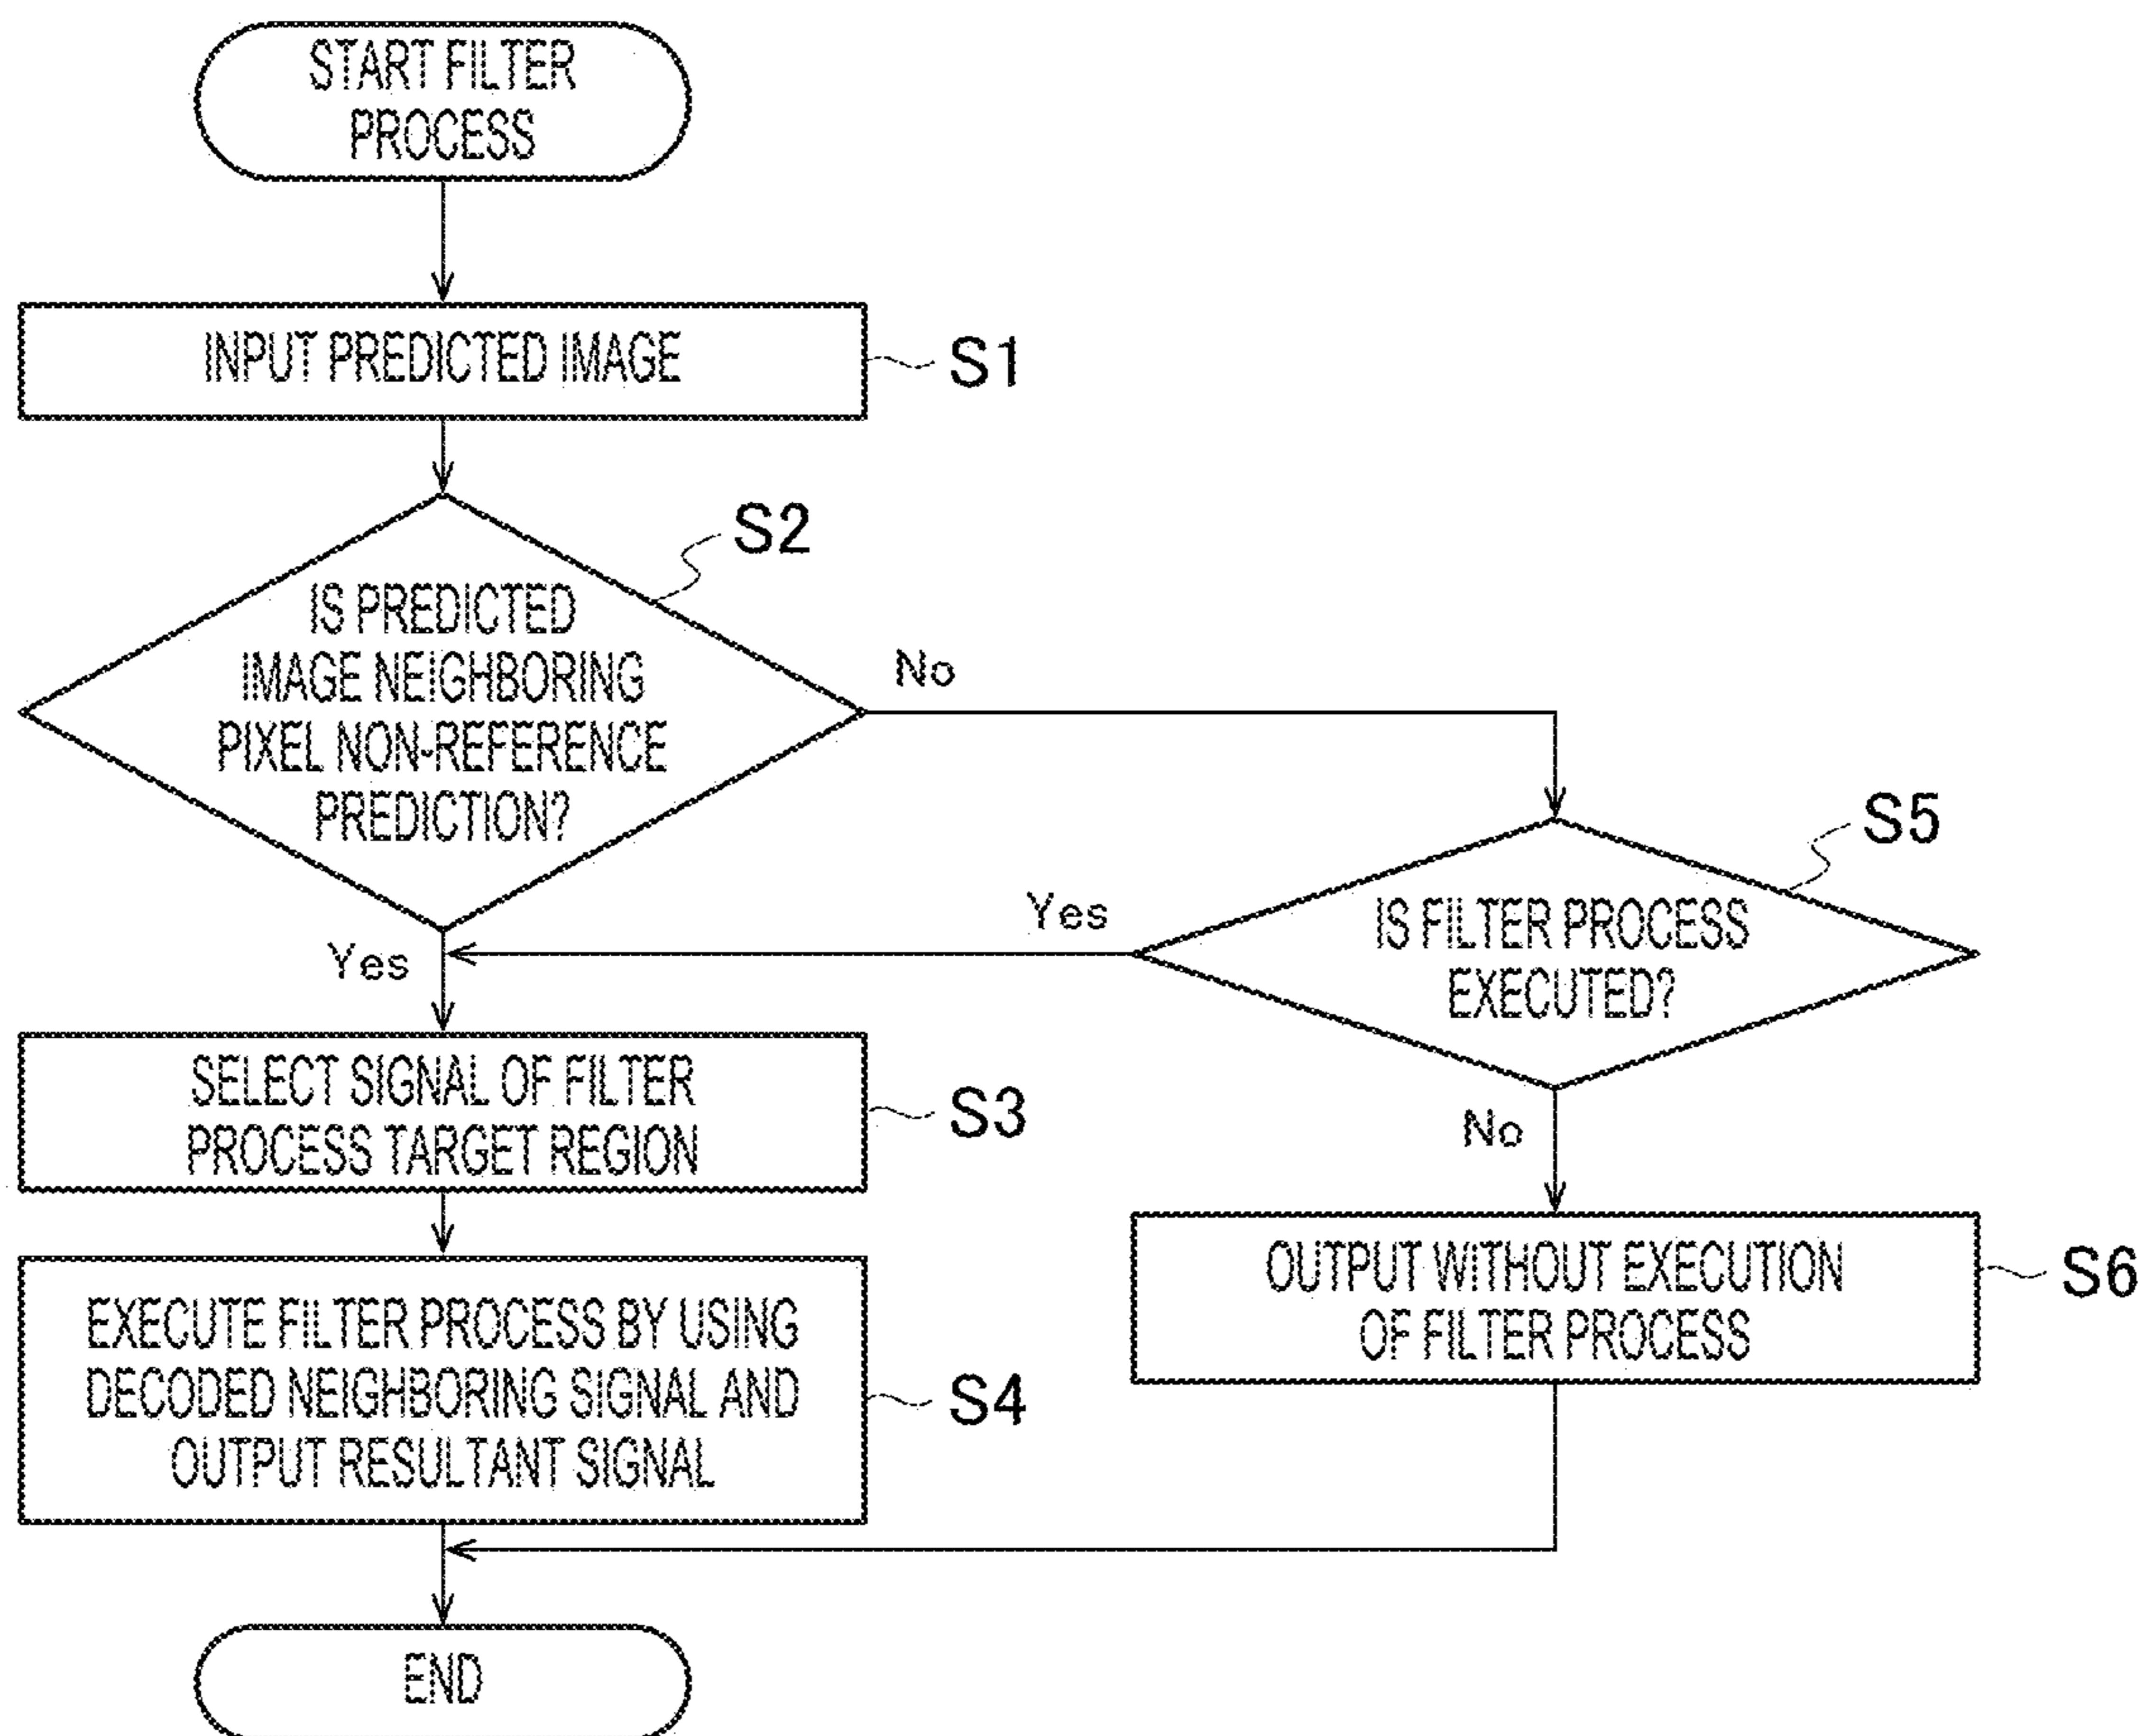 START FILTER
PROCESS
INPUT PREDICTED IMAGE
S1
S2
IS PREDICTED
IMAGE NEIGHBORING
PIXEL NON-REFERENCE
PREDICTION?
No
Yes
S5
IS FILTER PROCESS
EXECUTED?
Yes
No
SELECT SIGNAL OF FILTER
PROCESS TARGET REGION
S3
EXECUTE FILTER PROCESS BY USING
DECODED NEIGHBORING SIGNAL AND
OUTPUT RESULTANT SIGNAL
S4
OUTPUT WITHOUT EXECUTION
OF FILTER PROCESS
S6
END